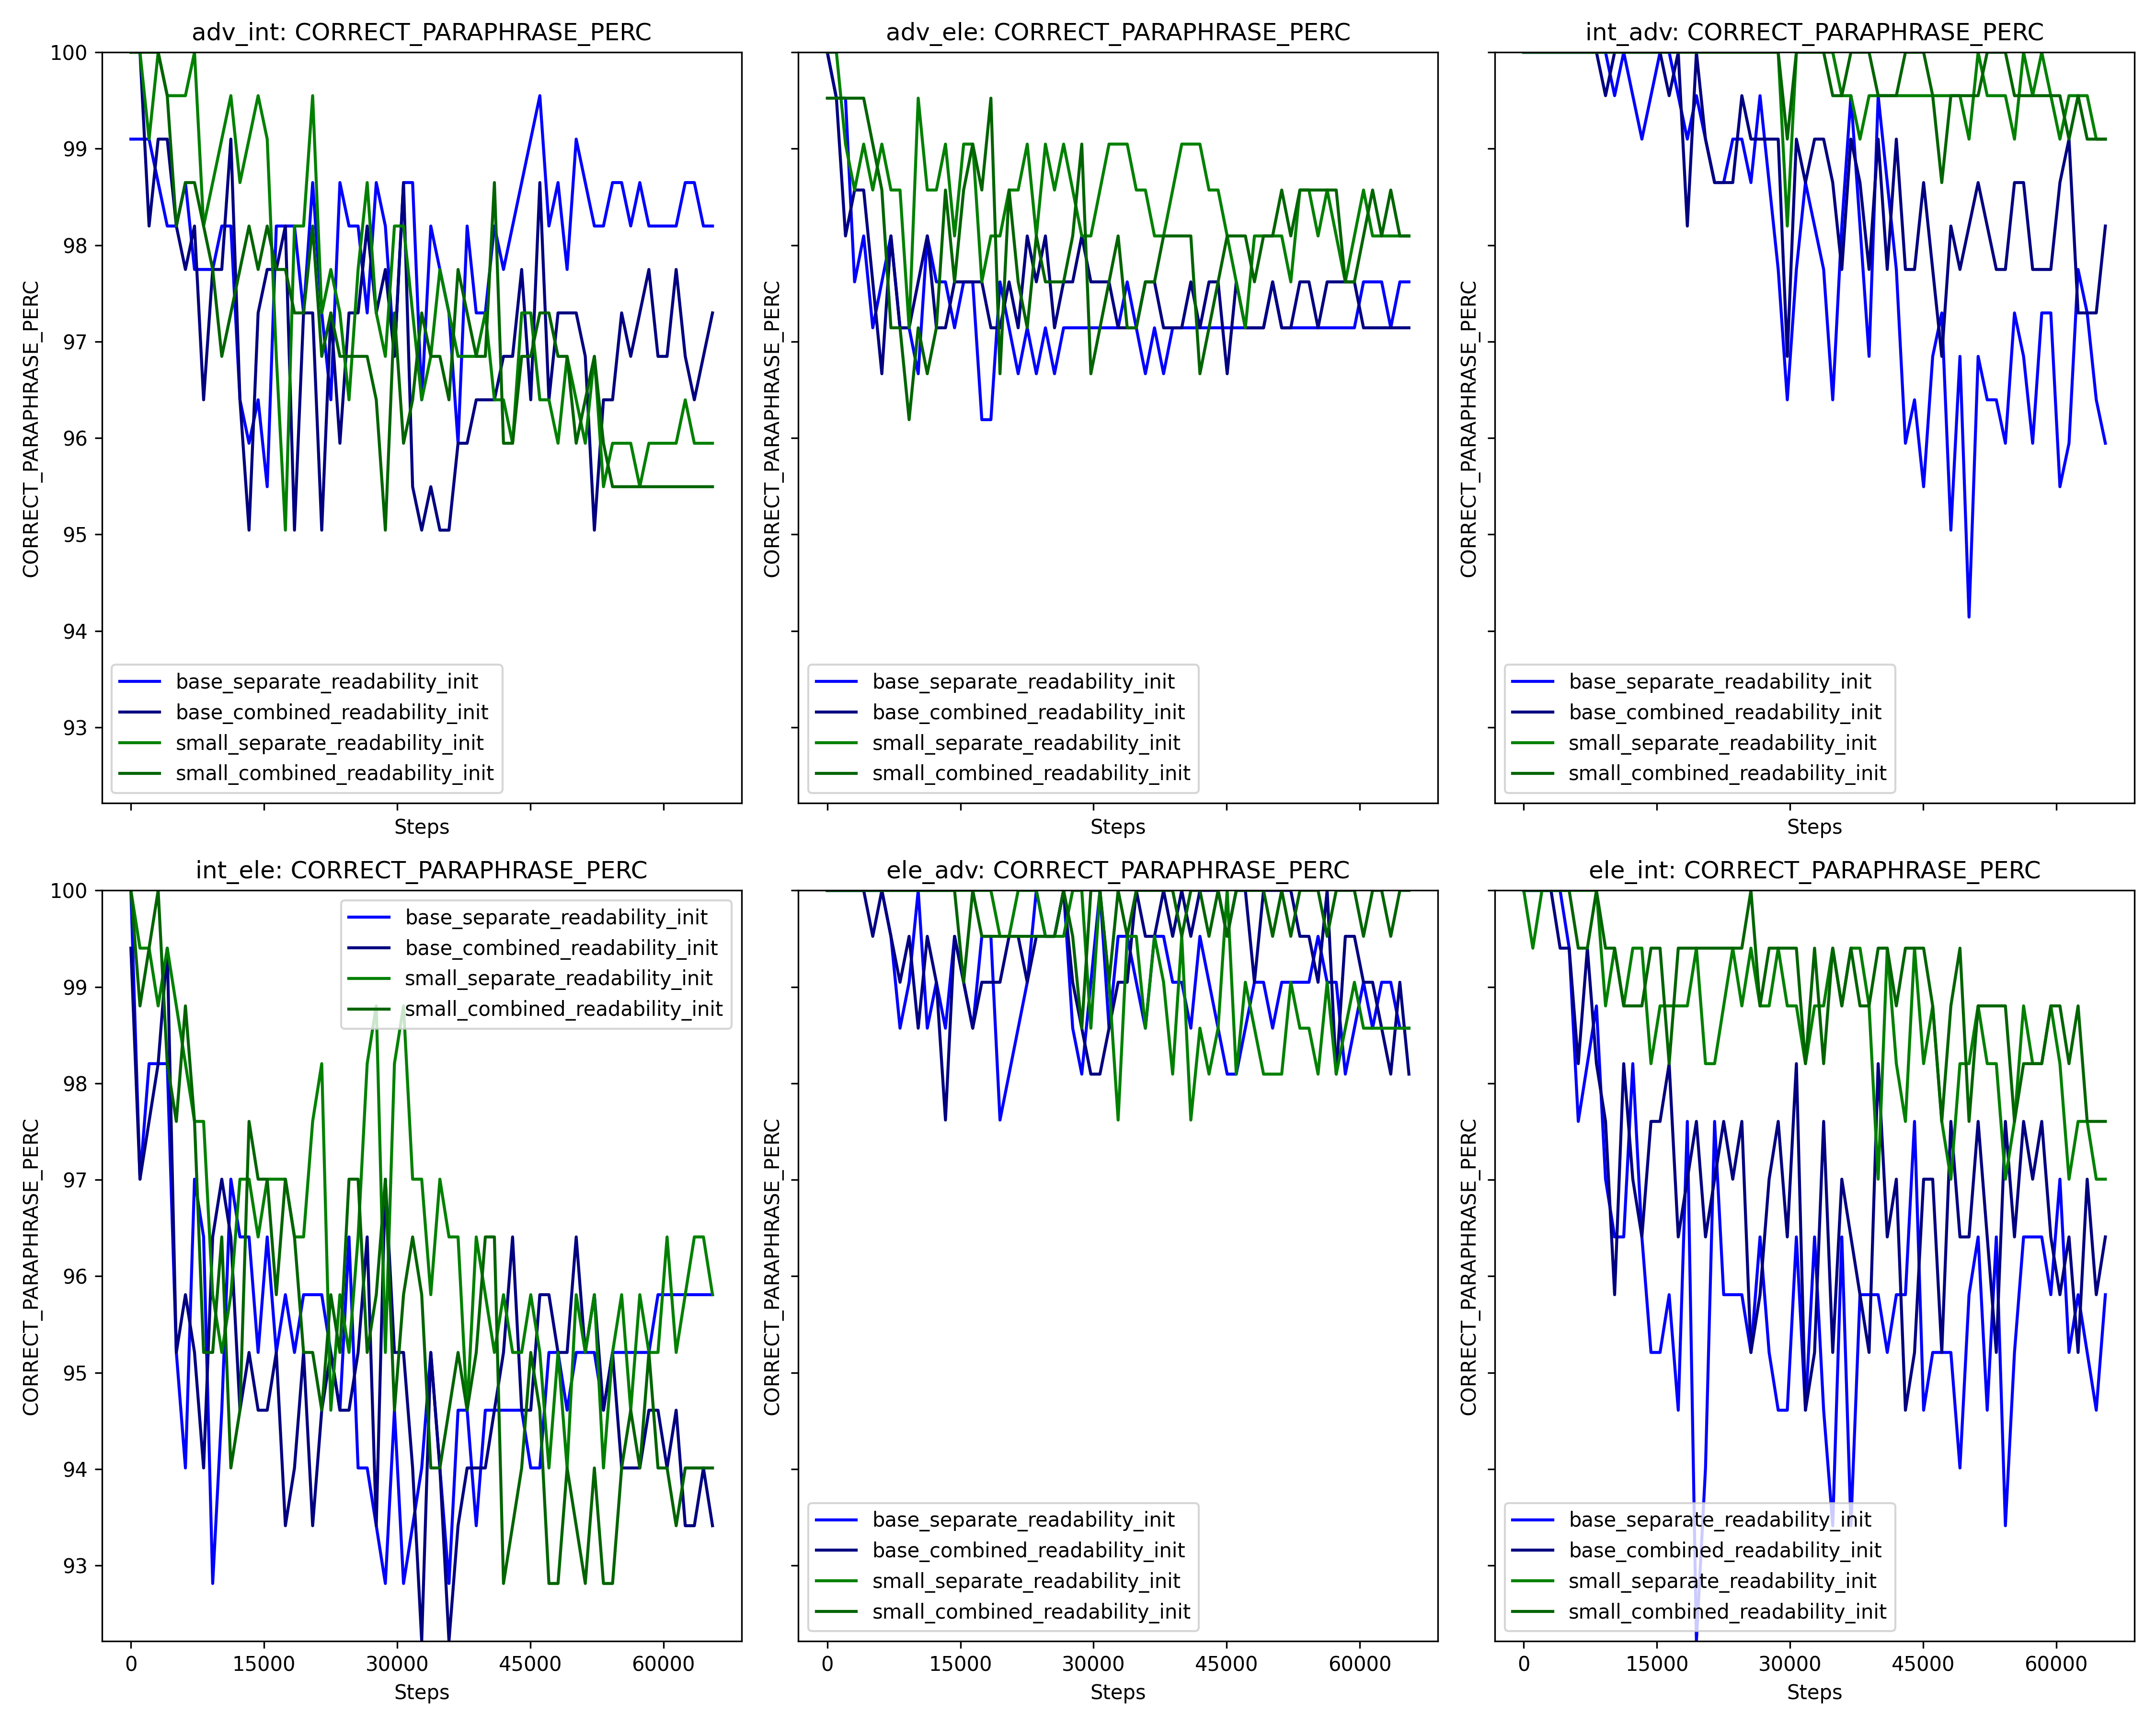 adv_int: CORRECT_PARAPHRASE_PERC
CORRECT_PARAPHRASE_PERC
100
99
98
97
96
95
94
93
base_separate_readability_init
base_combined_readability_init
small_separate_readability_init
small_combined_readability_init
Steps
adv_ele: CORRECT_PARAPHRASE_PERC
CORRECT_PARAPHRASE_PERC
base_separate_readability_init
base_combined_readability_init
small_separate_readability_init
small_combined_readability_init
Steps
int_adv: CORRECT_PARAPHRASE_PERC
CORRECT_PARAPHRASE_PERC
base_separate_readability_init
base_combined_readability_init
small_separate_readability_init
small_combined_readability_init
Steps
int_ele: CORRECT_PARAPHRASE_PERC
CORRECT_PARAPHRASE_PERC
100
99
98
97
96
95
94
93
base_separate_readability_init
base_combined_readability_init
small_separate_readability_init
small_combined_readability_init
0 15000 30000 45000 60000
Steps
ele_adv: CORRECT_PARAPHRASE_PERC
CORRECT_PARAPHRASE_PERC
base_separate_readability_init
base_combined_readability_init
small_separate_readability_init
small_combined_readability_init
0 15000 30000 45000 60000
Steps
ele_int: CORRECT_PARAPHRASE_PERC
CORRECT_PARAPHRASE_PERC
base_separate_readability_init
base_combined_readability_init
small_separate_readability_init
small_combined_readability_init
0 15000 30000 45000 60000
Steps